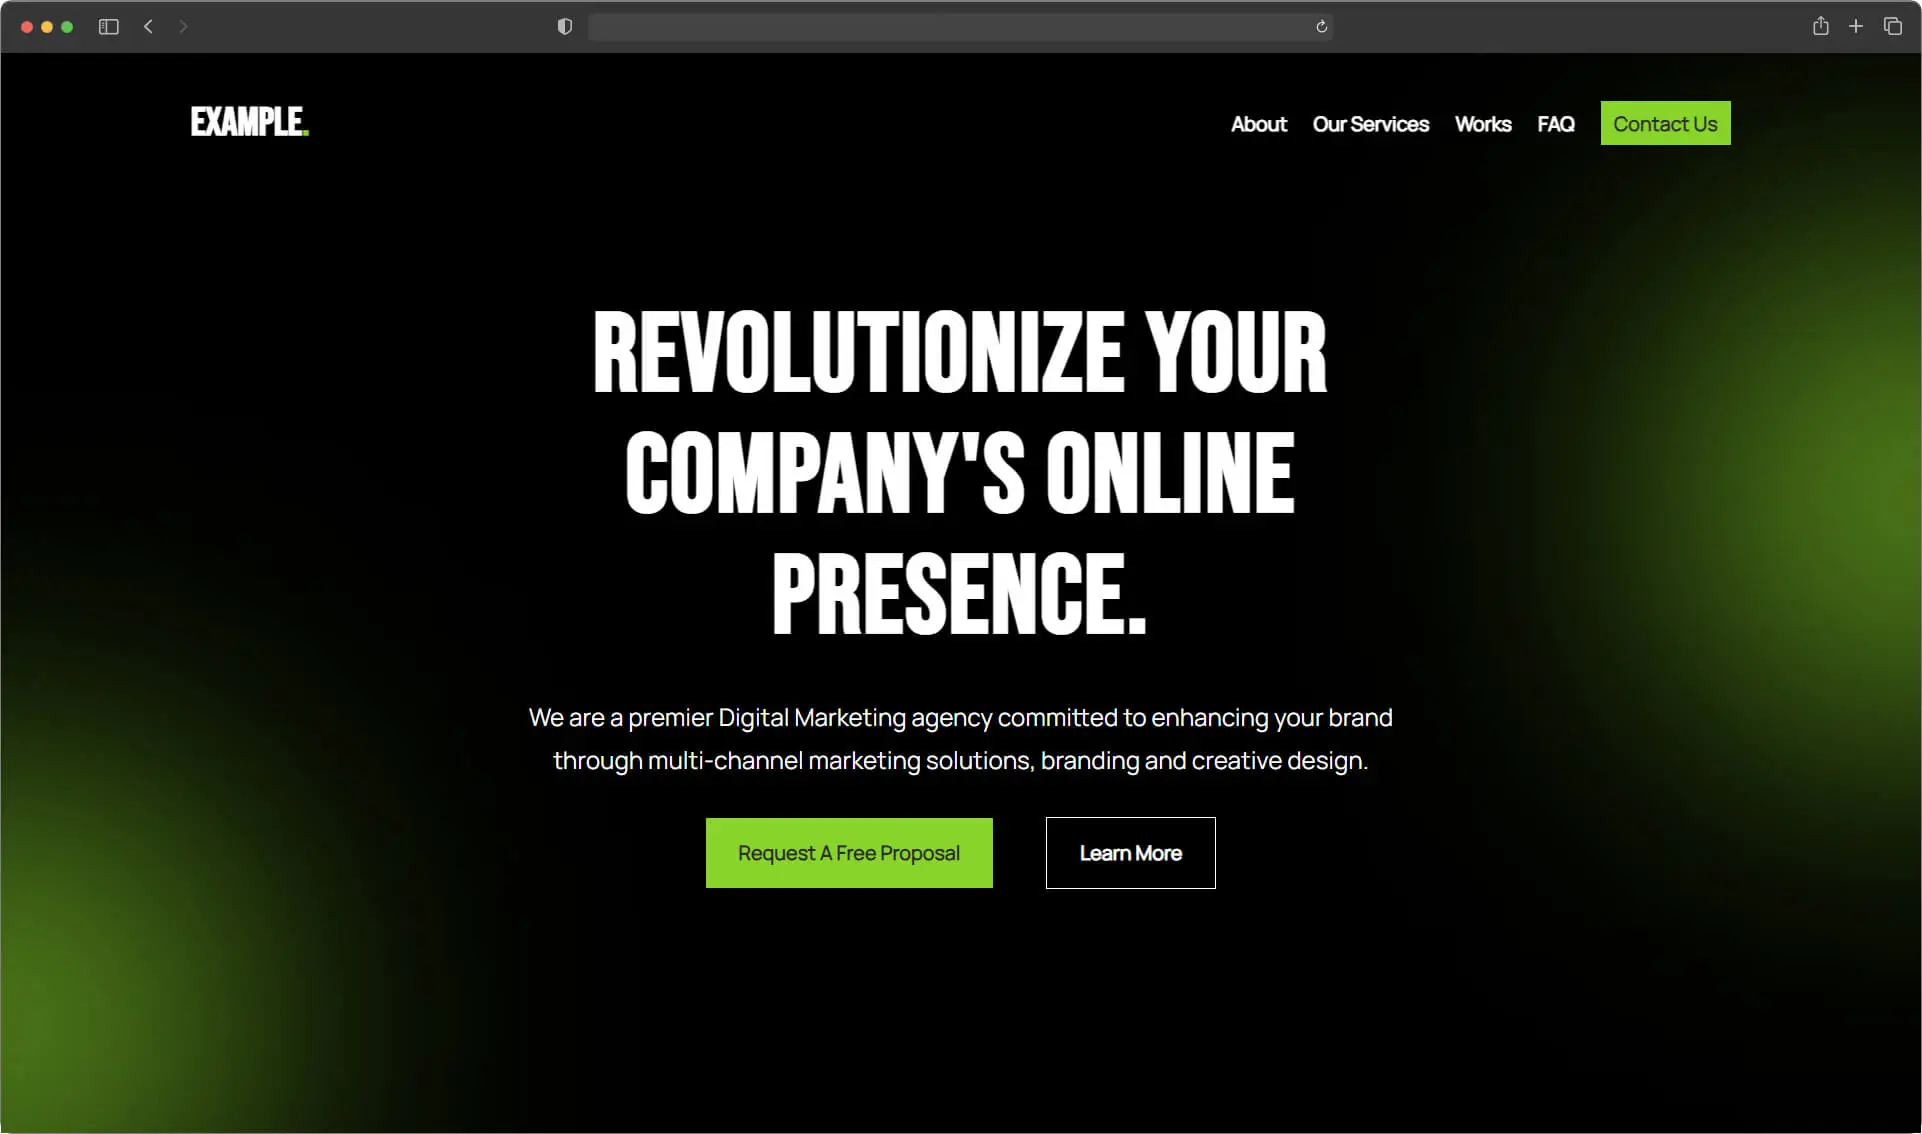 EXAMPLE.
About Our Services Works FAQ Contact Us
REVOLUTIONIZE YOUR
COMPANY'S ONLINE
PRESENCE.
We are a premier Digital Marketing agency committed to enhancing your brand
through multi-channel marketing solutions, branding and creative design.
Request A Free Proposal Learn More